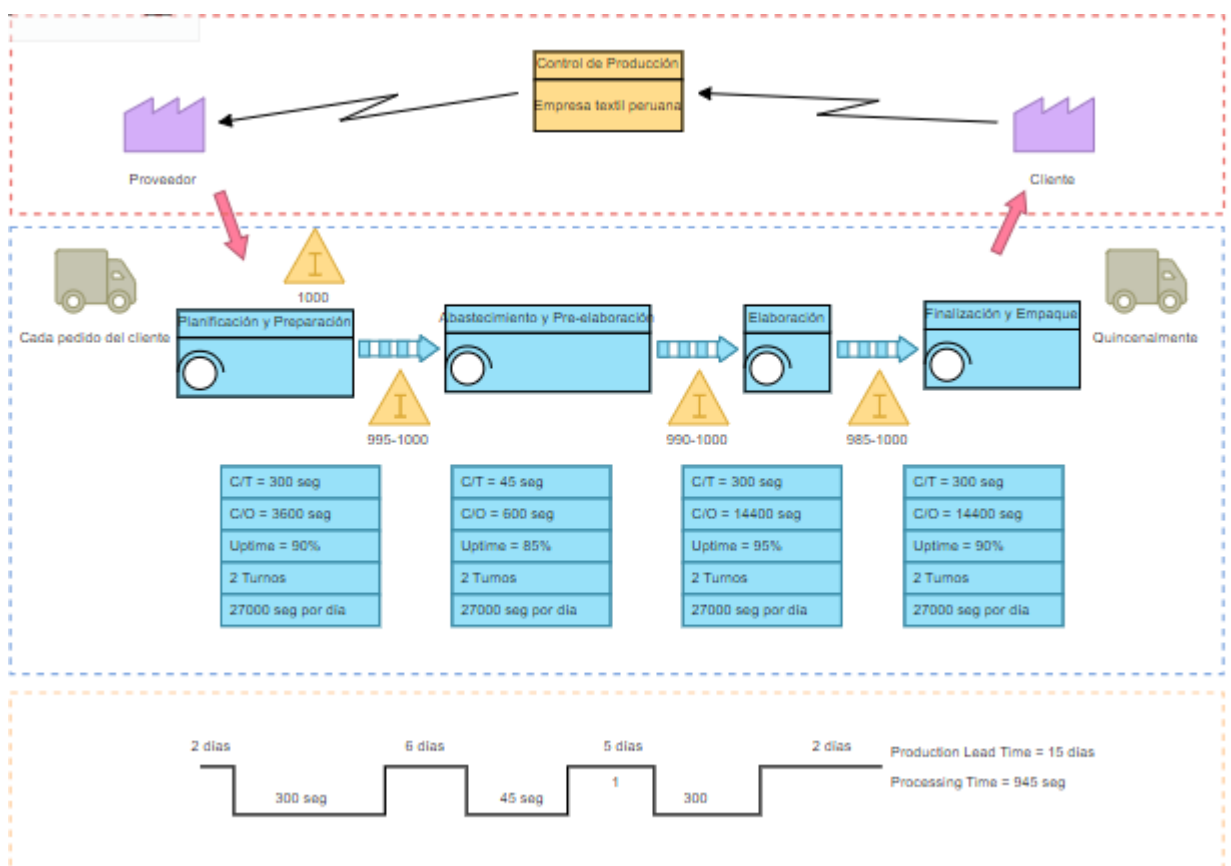 Control de Producción
Empresa textil peruana
Proveedor
Cliente
1000
Cada pedido del cliente
Quincenalmente
Planificación y Preparación
Abastecimiento y Pre-elaboración
Elaboración
Finalización y Empaque
995-1000
990-1000
985-1000
C/T = 300 seg
C/O = 3600 seg
Uptime = 90%
2 Turnos
27000 seg por día
C/T = 45 seg
C/O = 600 seg
Uptime = 85%
2 Turnos
27000 seg por día
C/T = 300 seg
C/O = 14400 seg
Uptime = 95%
2 Turnos
27000 seg por día
C/T = 300 seg
C/O = 14400 seg
Uptime = 90%
2 Turnos
27000 seg por día
2 días
6 días
5 días
2 días
300 seg
45 seg
1
300
Production Lead Time = 15 días
Processing Time = 945 seg